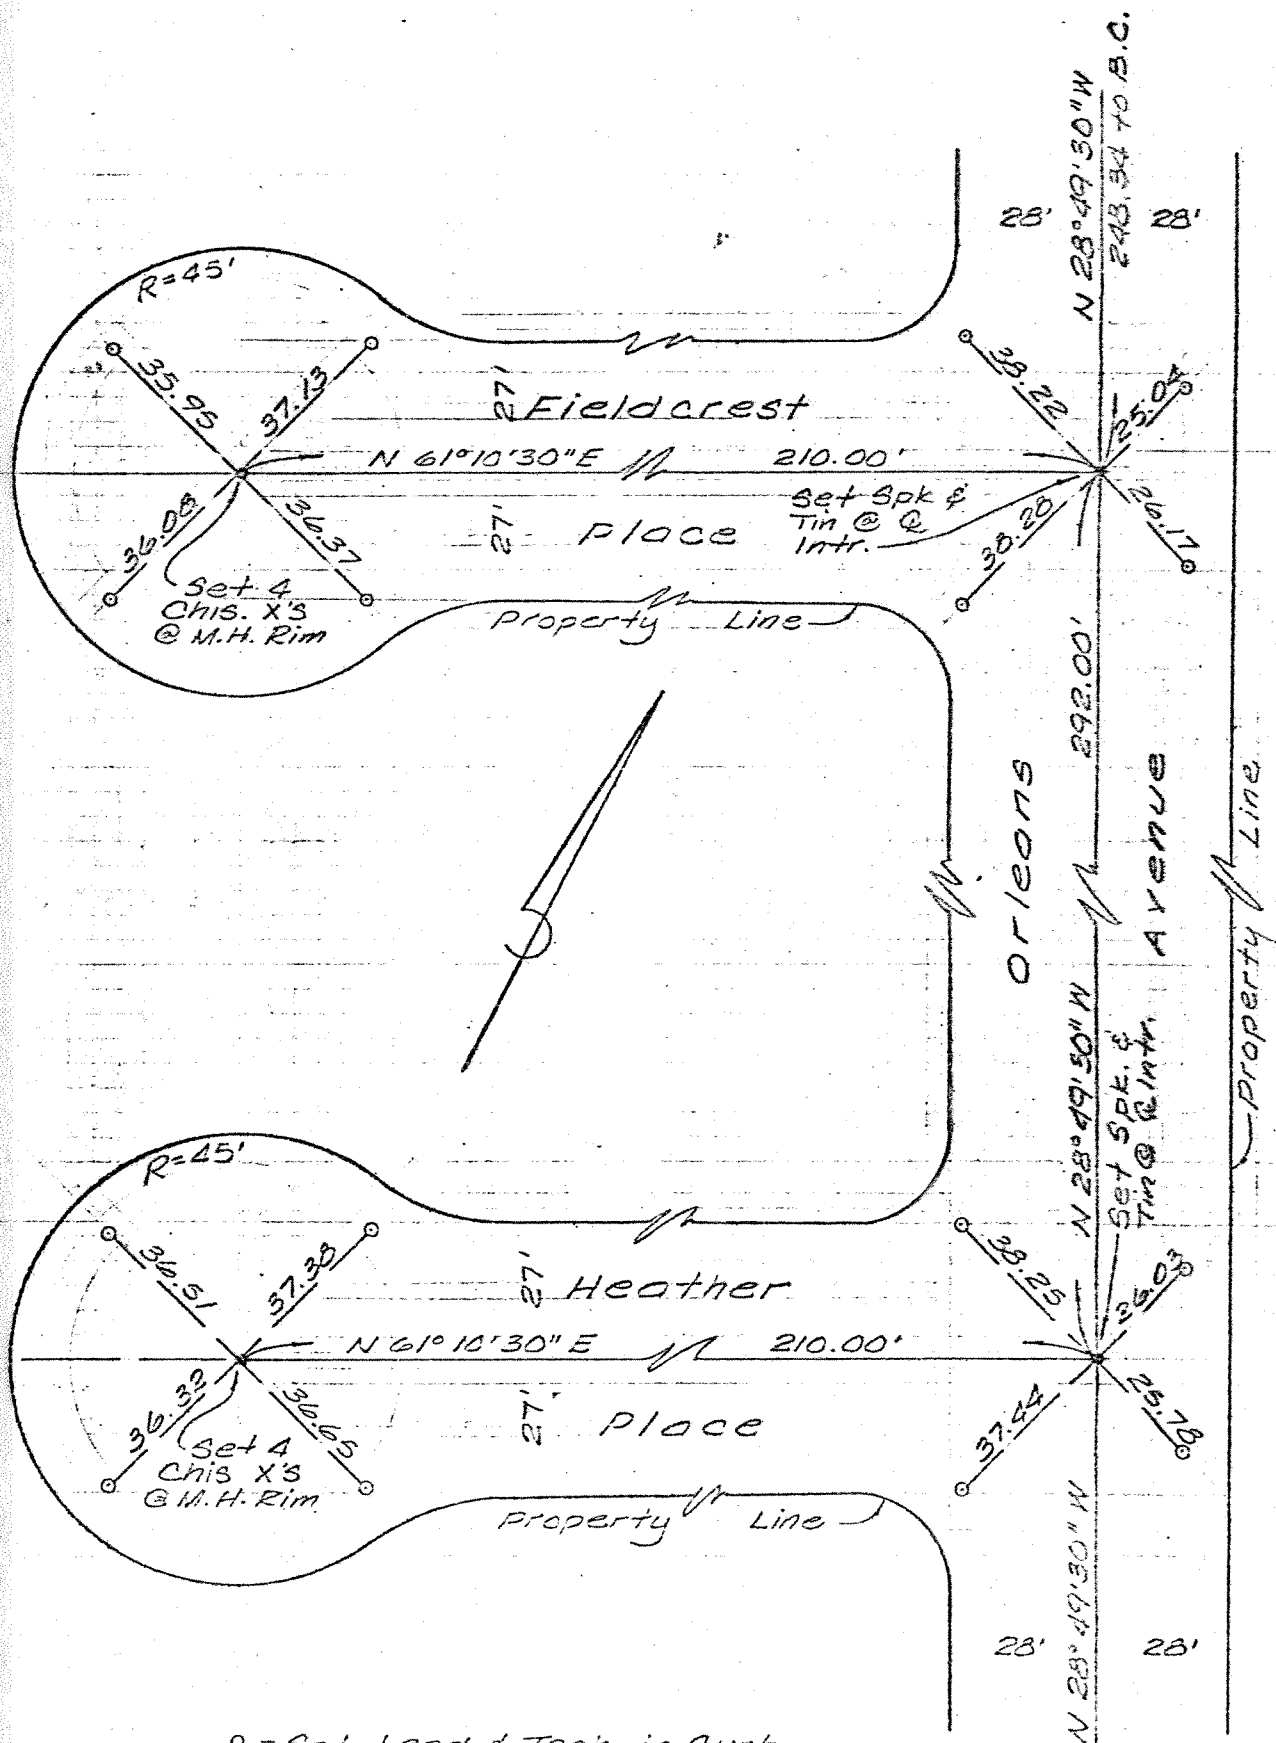 N 28°49'30"W
243.34 to B.C.
28'
28'
R=45'
35.95
37.13
38.22
25.04
27'
Fieldcrest
N 61°10'30"E
210.00'
Set Spk &
Tin @ ℄
Intr.
36.08
36.37
27'
Place
38.28
26.17
Set 4
Chis. X's
@ M.H. Rim
Property Line
292.00'
Orleans
Avenue
Property Line
N 28°49'30"W
Set Spk. &
Tin @ ℄ Intr.
R=45'
36.51
37.38
38.25
26.03
27'
Heather
N 61°10'30"E
210.00'
36.32
36.65
27'
Place
37.44
25.78
Set 4
Chis X's
@ M.H. Rim
Property Line
N 28°49'30"W
28'
28'